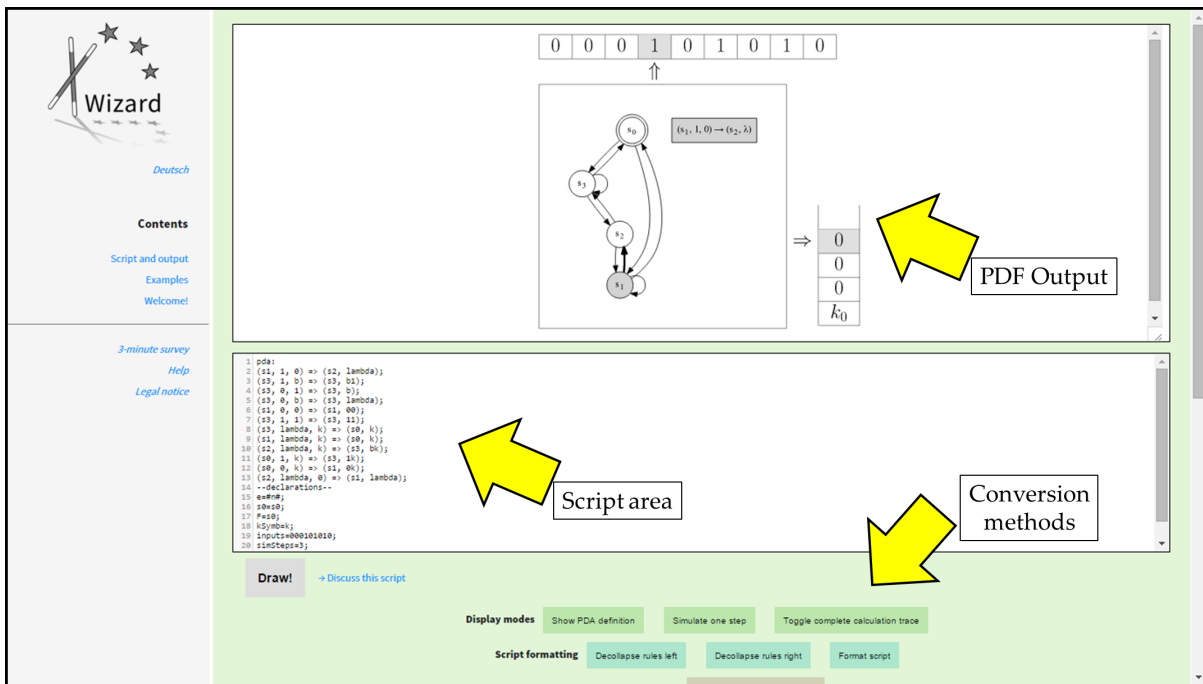 Wizard
Deutsch
Contents
Script and output
Examples
Welcome!
3-minute survey
Help
Legal notice
0 0 0 1 0 1 0 1 0
⇑
s0
(s1, 1, 0) → (s2, λ)
s3
s2
s1
⇒
0
0
0
k0
PDF Output
1 pda:
2 (s1, 1, 0) => (s2, lambda);
3 (s3, 1, b) => (s3, b1);
4 (s3, 0, 1) => (s3, b);
5 (s3, 0, b) => (s3, lambda);
6 (s1, 0, 0) => (s1, 00);
7 (s3, 1, 1) => (s3, 11);
8 (s3, lambda, k) => (s0, k);
9 (s1, lambda, k) => (s0, k);
10 (s2, lambda, k) => (s3, bk);
11 (s0, 1, k) => (s3, 1k);
12 (s0, 0, k) => (s1, 0k);
13 (s2, lambda, 0) => (s1, lambda);
14 --declarations--
15 e=#n#;
16 s0=s0;
17 F=s0;
18 kSymb=k;
19 inputs=000101010;
20 simSteps=3;
Script area
Conversion
methods
Draw!
→ Discuss this script
Display modes Show PDA definition Simulate one step Toggle complete calculation trace
Script formatting Decollapse rules left Decollapse rules right Format script